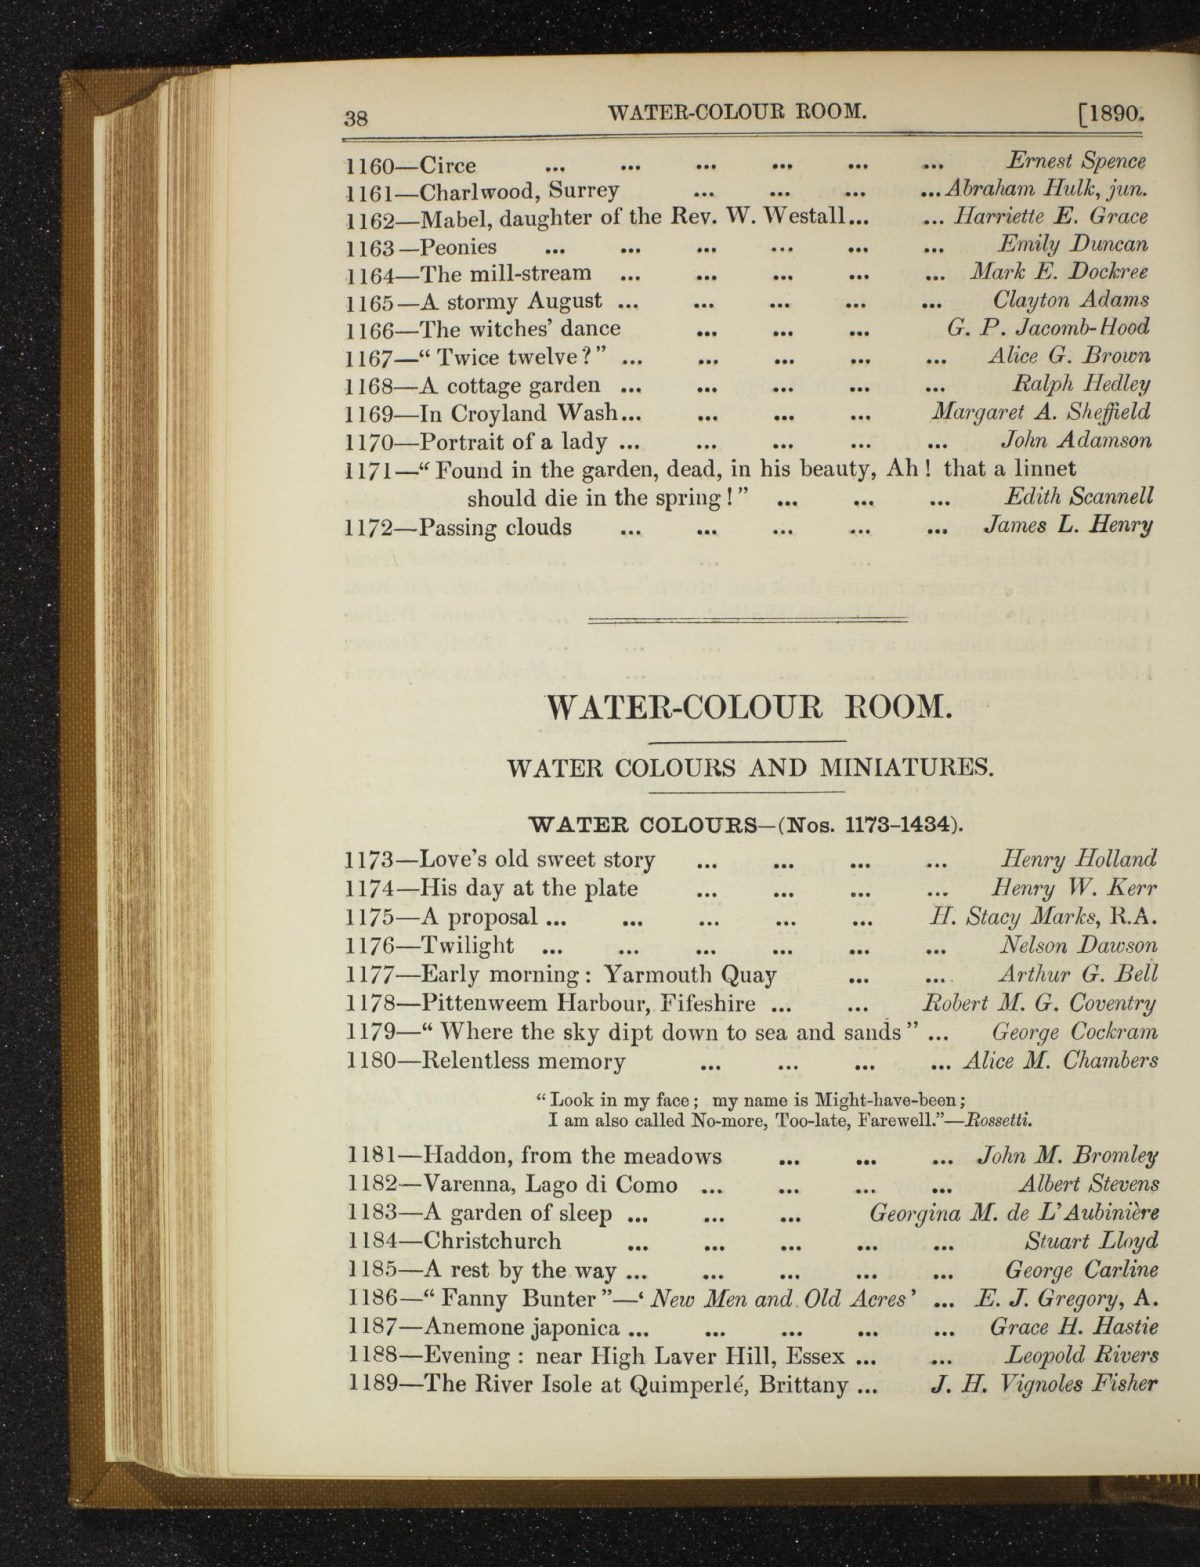 38 WATER-COLOUR ROOM. [1890.
1160—Circe ... ... ... ... ... ... Ernest Spence
1161—Charlwood, Surrey ... ... ... ... Abraham Hulk, jun.
1162—Mabel, daughter of the Rev. W. Westall... ... Harriette E. Grace
1163—Peonies ... ... ... ... ... ... Emily Duncan
1164—The mill-stream ... ... ... ... ... Mark E. Dockree
1165—A stormy August ... ... ... ... ... Clayton Adams
1166—The witches' dance ... ... ... G. P. Jacomb-Hood
1167—“ Twice twelve? ” ... ... ... ... ... Alice G. Brown
1168—A cottage garden ... ... ... ... ... Ralph Hedley
1169—In Croyland Wash... ... ... ... Margaret A. Sheffield
1170—Portrait of a lady ... ... ... ... ... John Adamson
1171—“ Found in the garden, dead, in his beauty, Ah ! that a linnet
should die in the spring ! ” ... ... ... Edith Scannell
1172—Passing clouds ... ... ... ... ... James L. Henry
WATER-COLOUR ROOM.
WATER COLOURS AND MINIATURES.
WATER COLOURS—(Nos. 1173-1434).
1173—Love's old sweet story ... ... ... ... Henry Holland
1174—His day at the plate ... ... ... ... Henry W. Kerr
1175—A proposal ... ... ... ... ... H. Stacy Marks, R.A.
1176—Twilight ... ... ... ... ... ... Nelson Dawson
1177—Early morning : Yarmouth Quay ... ... Arthur G. Bell
1178—Pittenweem Harbour, Fifeshire ... ... Robert M. G. Coventry
1179—“ Where the sky dipt down to sea and sands ” ... George Cockram
1180—Relentless memory ... ... ... ... Alice M. Chambers
“ Look in my face ; my name is Might-have-been ;
I am also called No-more, Too-late, Farewell.”—Rossetti.
1181—Haddon, from the meadows ... ... ... John M. Bromley
1182—Varenna, Lago di Como ... ... ... ... Albert Stevens
1183—A garden of sleep ... ... ... Georgina M. de L'Aubinière
1184—Christchurch ... ... ... ... ... Stuart Lloyd
1185—A rest by the way ... ... ... ... ... George Carline
1186—“ Fanny Bunter ”—‘ New Men and Old Acres ’ ... E. J. Gregory, A.
1187—Anemone japonica ... ... ... ... ... Grace H. Hastie
1188—Evening : near High Laver Hill, Essex ... ... Leopold Rivers
1189—The River Isole at Quimperlé, Brittany ... J. H. Vignoles Fisher